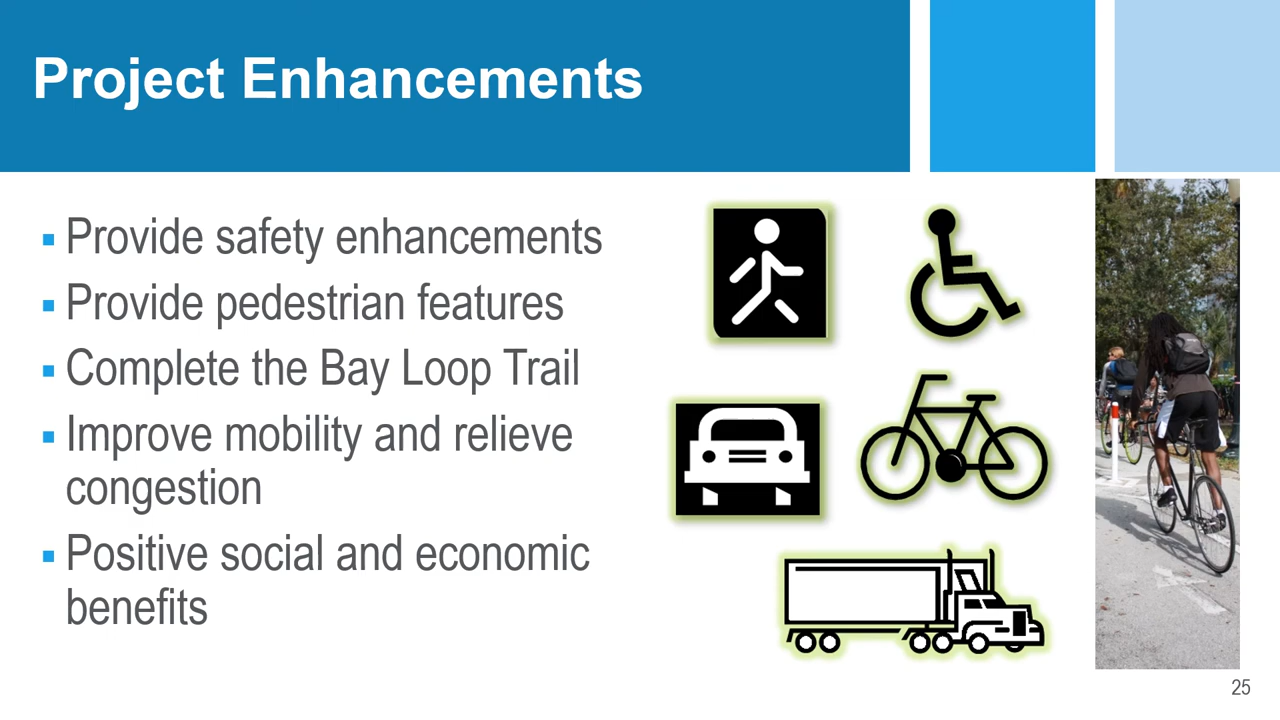 Project Enhancements
▪ Provide safety enhancements
▪ Provide pedestrian features
▪ Complete the Bay Loop Trail
▪ Improve mobility and relieve
congestion
▪ Positive social and economic
benefits
25